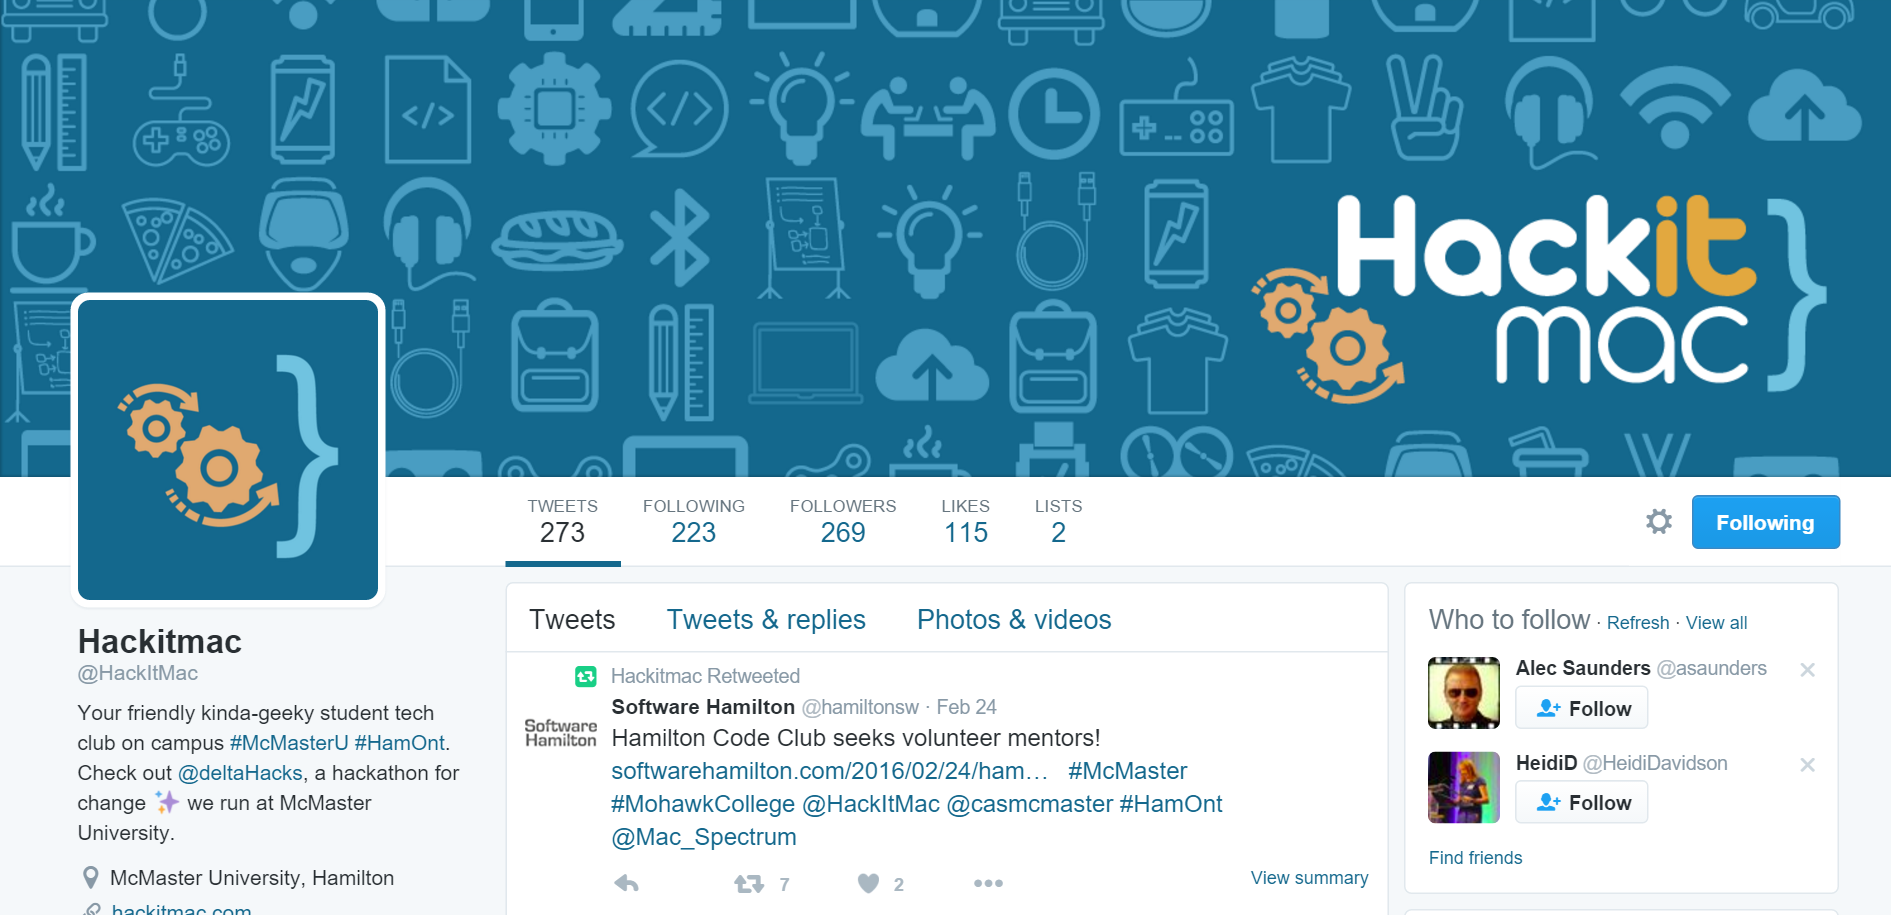 Hackit
mac
TWEETS
273
FOLLOWING
223
FOLLOWERS
269
LIKES
115
LISTS
2
Following
Hackitmac
@HackItMac
Your friendly kinda-geeky student tech
club on campus #McMasterU #HamOnt.
Check out @deltaHacks, a hackathon for
change ✨ we run at McMaster
University.
McMaster University, Hamilton
hackitmac.com
Tweets
Tweets & replies
Photos & videos
Hackitmac Retweeted
Software Hamilton @hamiltonsw · Feb 24
Software
Hamilton
Hamilton Code Club seeks volunteer mentors!
softwarehamilton.com/2016/02/24/ham… #McMaster
#MohawkCollege @HackItMac @casmcmaster #HamOnt
@Mac_Spectrum
7
2
View summary
Who to follow · Refresh · View all
Alec Saunders @asaunders
Follow
HeidiD @HeidiDavidson
Follow
Find friends